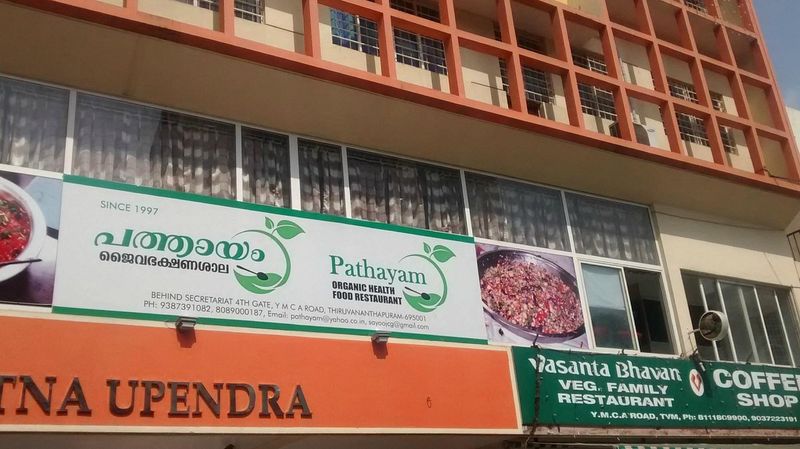 SINCE 1997
പത്തായം
ജൈവഭക്ഷണശാല
Pathayam
ORGANIC HEALTH
FOOD RESTAURANT
BEHIND SECRETARIAT 4TH GATE, Y M C A ROAD, THIRUVANANTHAPURAM-695001
PH: 9387391082, 8089000187, Email: pathayam@yahoo.co.in, sayoojcg@gmail.com
TNA UPENDRA
Vasanta Bhavan
VEG. FAMILY
RESTAURANT
COFFEE
SHOP
Y.M.C.A ROAD, TVM, Ph: 8111809900, 9037223191